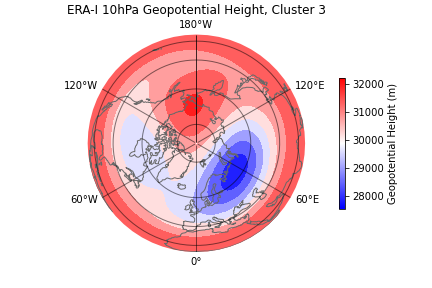 ERA-I 10hPa Geopotential Height, Cluster 3
180°W
120°W
120°E
60°W
60°E
0°
32000
31000
30000
29000
28000
Geopotential Height (m)